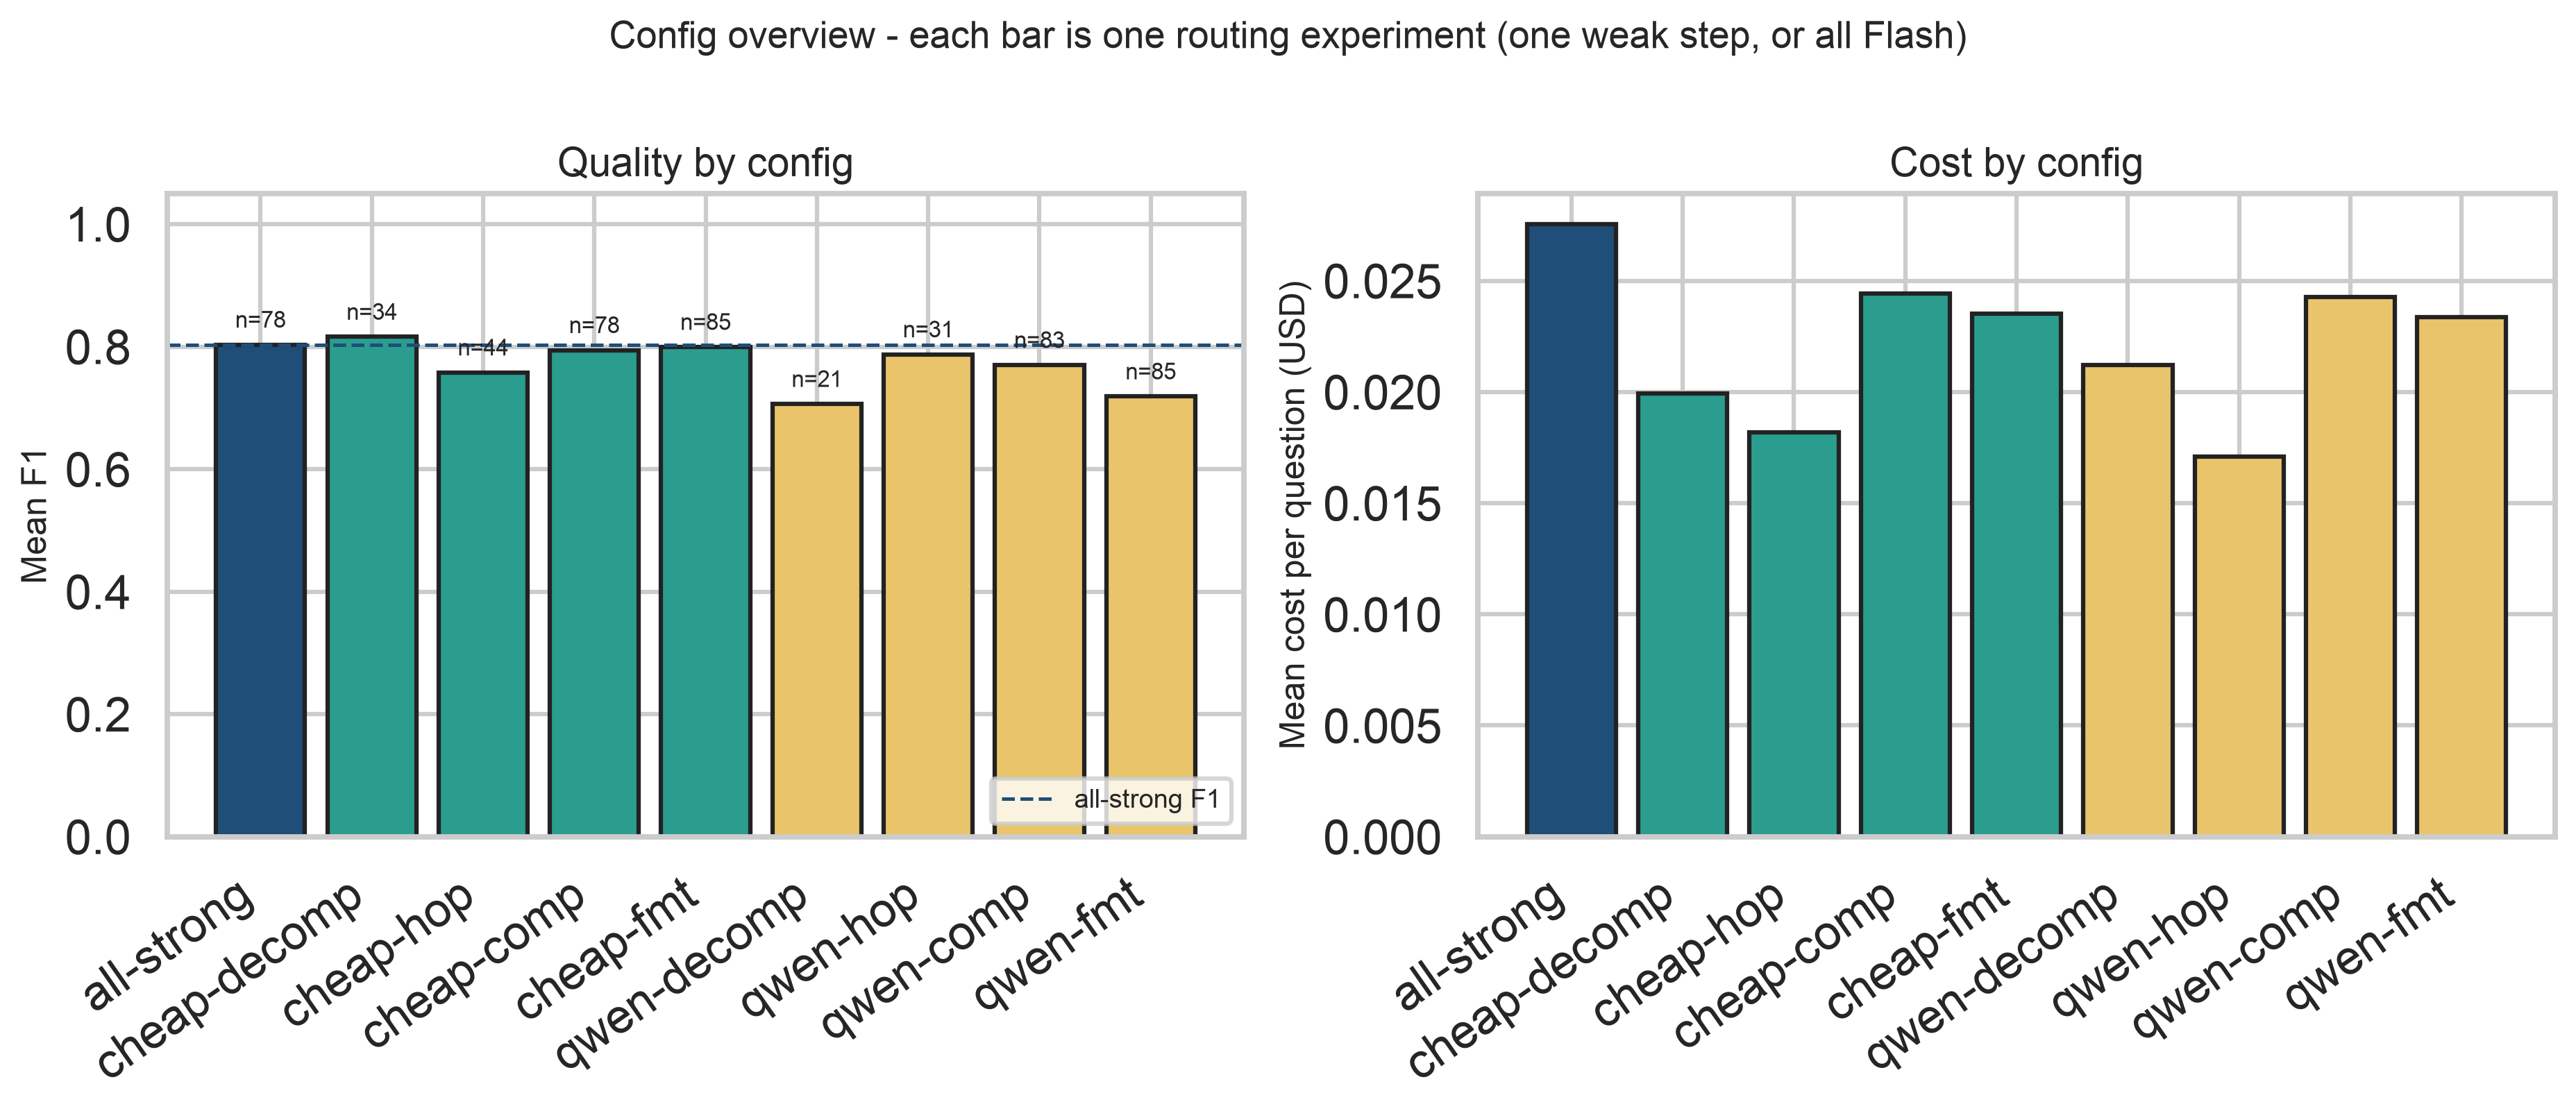 Config overview - each bar is one routing experiment (one weak step, or all Flash)
Quality by config
Mean F1
1.0
0.8
0.6
0.4
0.2
0.0
n=78
n=34
n=44
n=78
n=85
n=21
n=31
n=83
n=85
all-strong F1
all-strong
cheap-decomp
cheap-hop
cheap-comp
cheap-fmt
qwen-decomp
qwen-hop
qwen-comp
qwen-fmt
Cost by config
Mean cost per question (USD)
0.025
0.020
0.015
0.010
0.005
0.000
all-strong
cheap-decomp
cheap-hop
cheap-comp
cheap-fmt
qwen-decomp
qwen-hop
qwen-comp
qwen-fmt